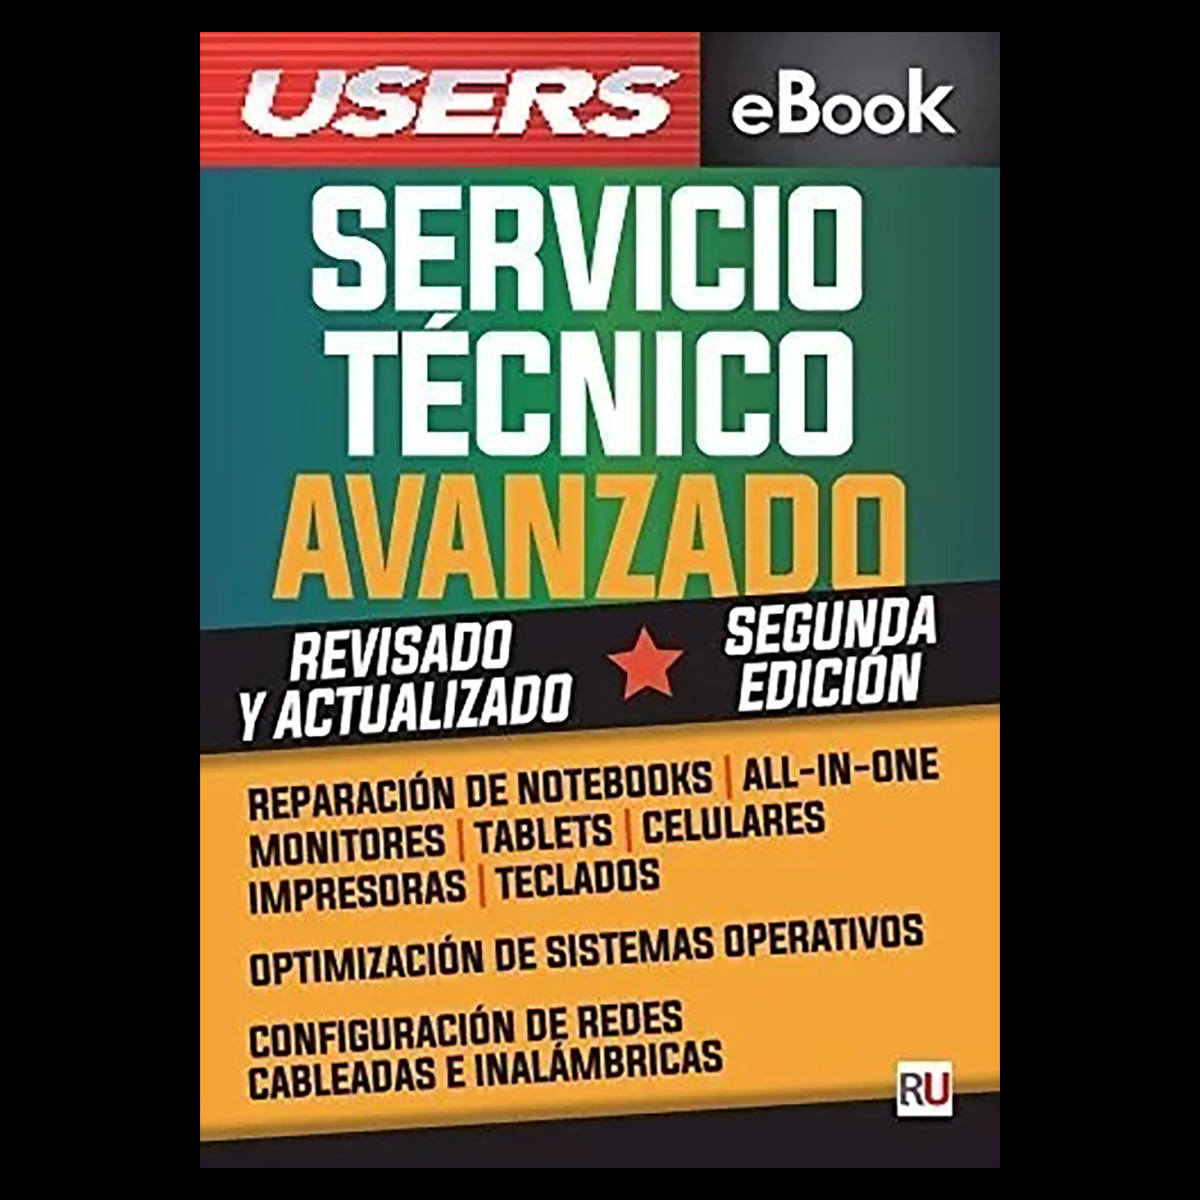 USERS eBook
SERVICIO
TÉCNICO
AVANZADO
REVISADO
Y ACTUALIZADO
SEGUNDA
EDICIÓN
REPARACIÓN DE NOTEBOOKS | ALL-IN-ONE
MONITORES | TABLETS | CELULARES
IMPRESORAS | TECLADOS
OPTIMIZACIÓN DE SISTEMAS OPERATIVOS
CONFIGURACIÓN DE REDES
CABLEADAS E INALÁMBRICAS
RU